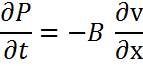 ∂P/∂t = −B ∂v/∂x